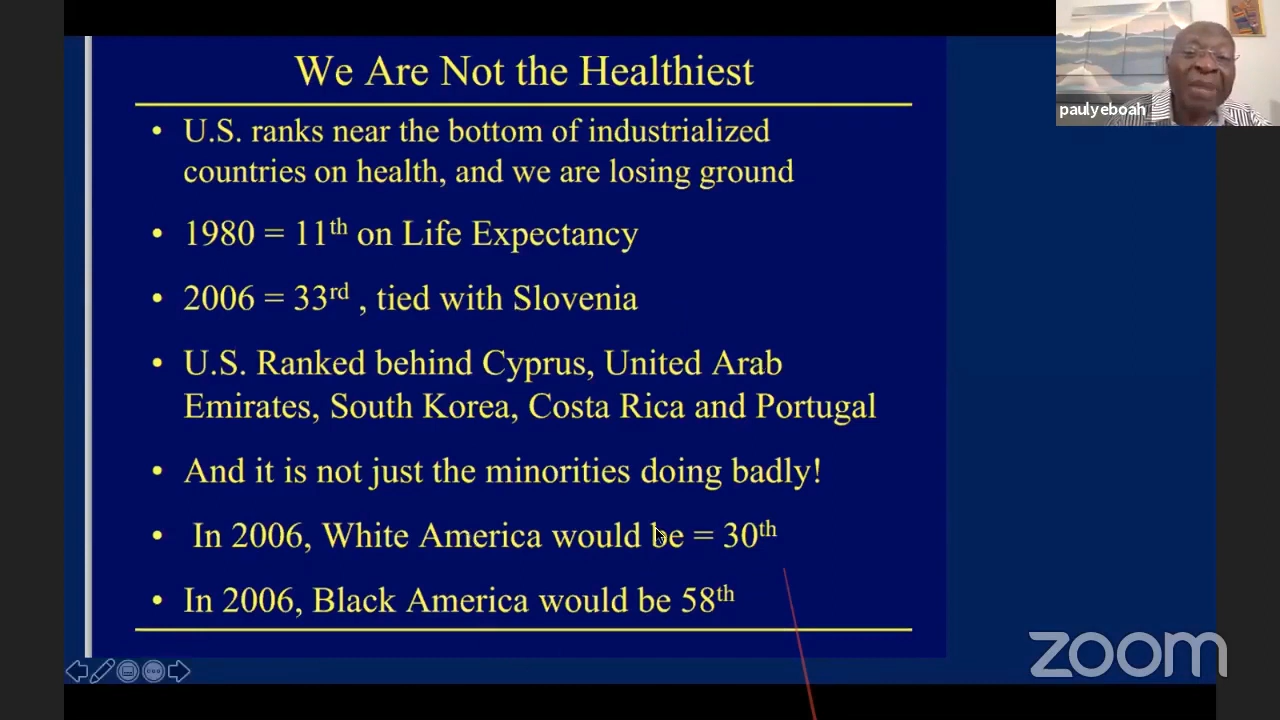 We Are Not the Healthiest
• U.S. ranks near the bottom of industrialized
countries on health, and we are losing ground
• 1980 = 11th on Life Expectancy
• 2006 = 33rd , tied with Slovenia
• U.S. Ranked behind Cyprus, United Arab
Emirates, South Korea, Costa Rica and Portugal
• And it is not just the minorities doing badly!
• In 2006, White America would be = 30th
• In 2006, Black America would be 58th
paulyeboah
zoom